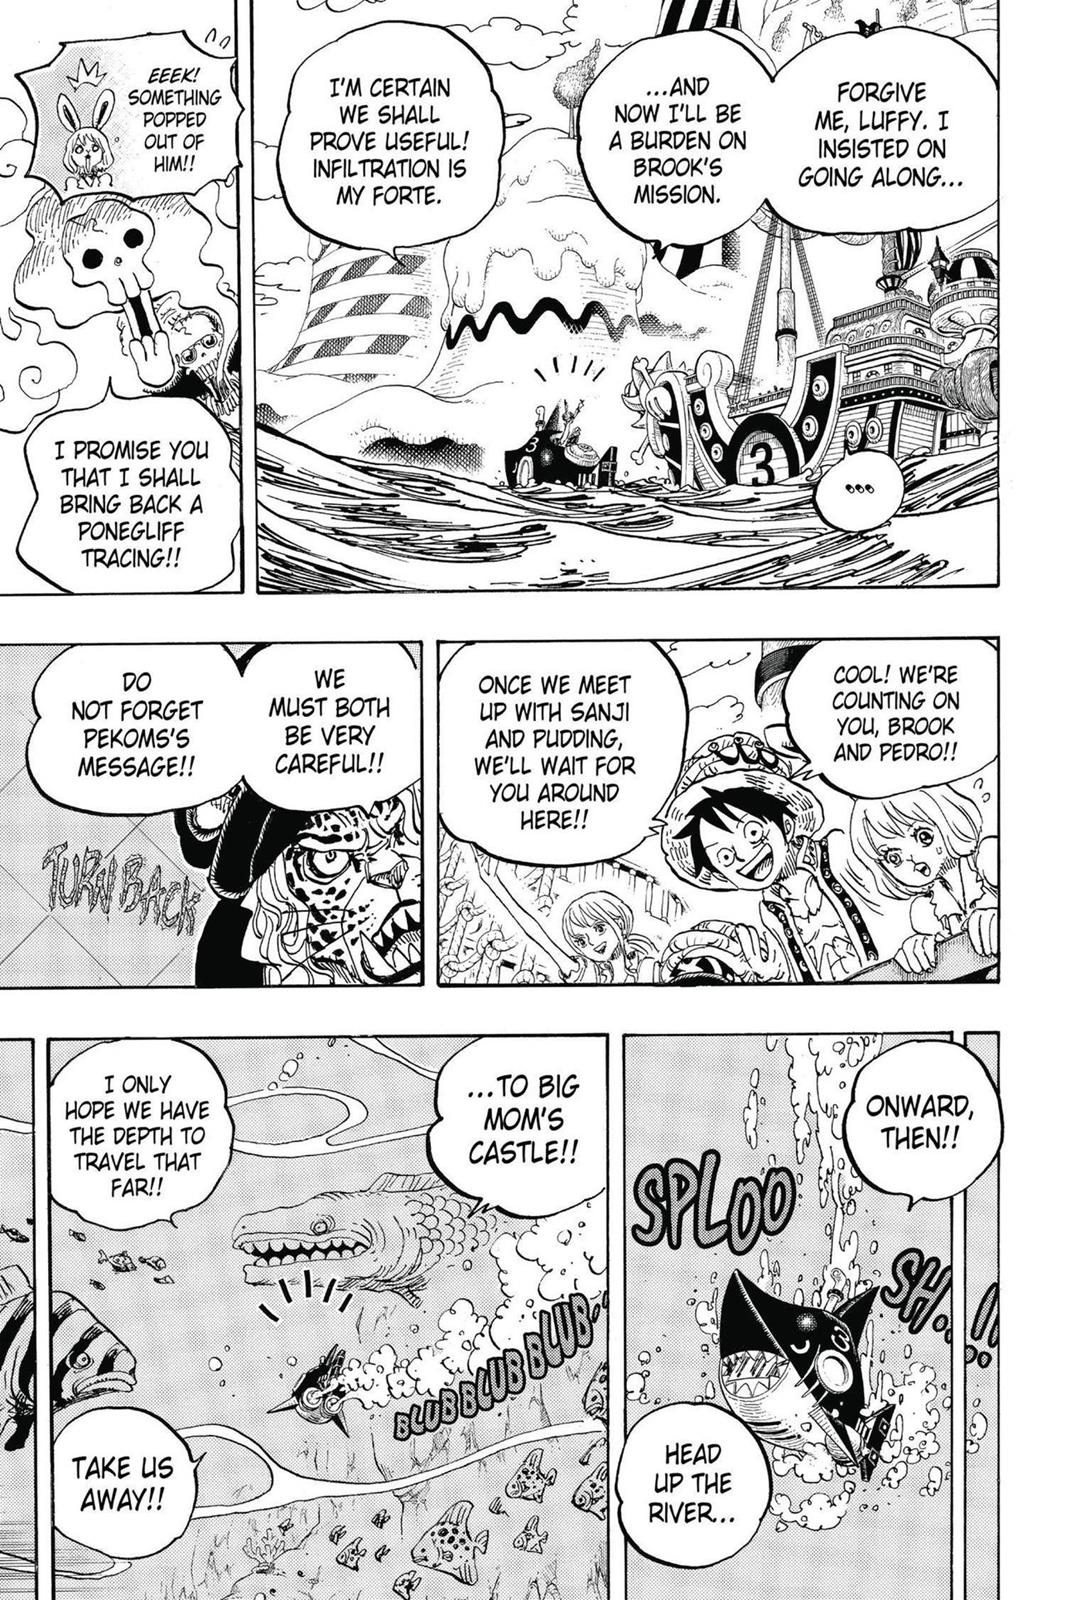 FORGIVE
ME, LUFFY. I
INSISTED ON
GOING ALONG...
...AND
NOW I'LL BE
A BURDEN ON
BROOK'S
MISSION.
I'M CERTAIN
WE SHALL
PROVE USEFUL!
INFILTRATION IS
MY FORTE.
3
3
...
EEEK!
SOMETHING
POPPED
OUT OF
HIM!!
I PROMISE YOU
THAT I SHALL
BRING BACK A
PONEGLIFF
TRACING!!
COOL! WE'RE
COUNTING ON
YOU, BROOK
AND PEDRO!!
ONCE WE MEET
UP WITH SANJI
AND PUDDING,
WE'LL WAIT FOR
YOU AROUND
HERE!!
WE
MUST BOTH
BE VERY
CAREFUL!!
DO
NOT FORGET
PEKOMS'S
MESSAGE!!
TURN BACK
ONWARD,
THEN!!
SPLOO
SH...!!
3
HEAD
UP THE
RIVER...
...TO BIG
MOM'S
CASTLE!!
I ONLY
HOPE WE HAVE
THE DEPTH TO
TRAVEL THAT
FAR!!
BLUB BLUB BLUB...
TAKE US
AWAY!!